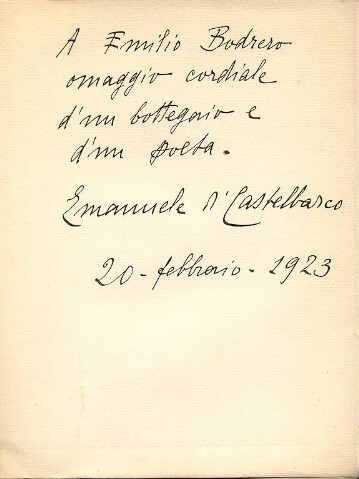 A Emilio Bodrero
omaggio cordiale
d'un bottegaio e
d'un poeta.
Emanuele di Castelbarco
20 - febbraio - 1923